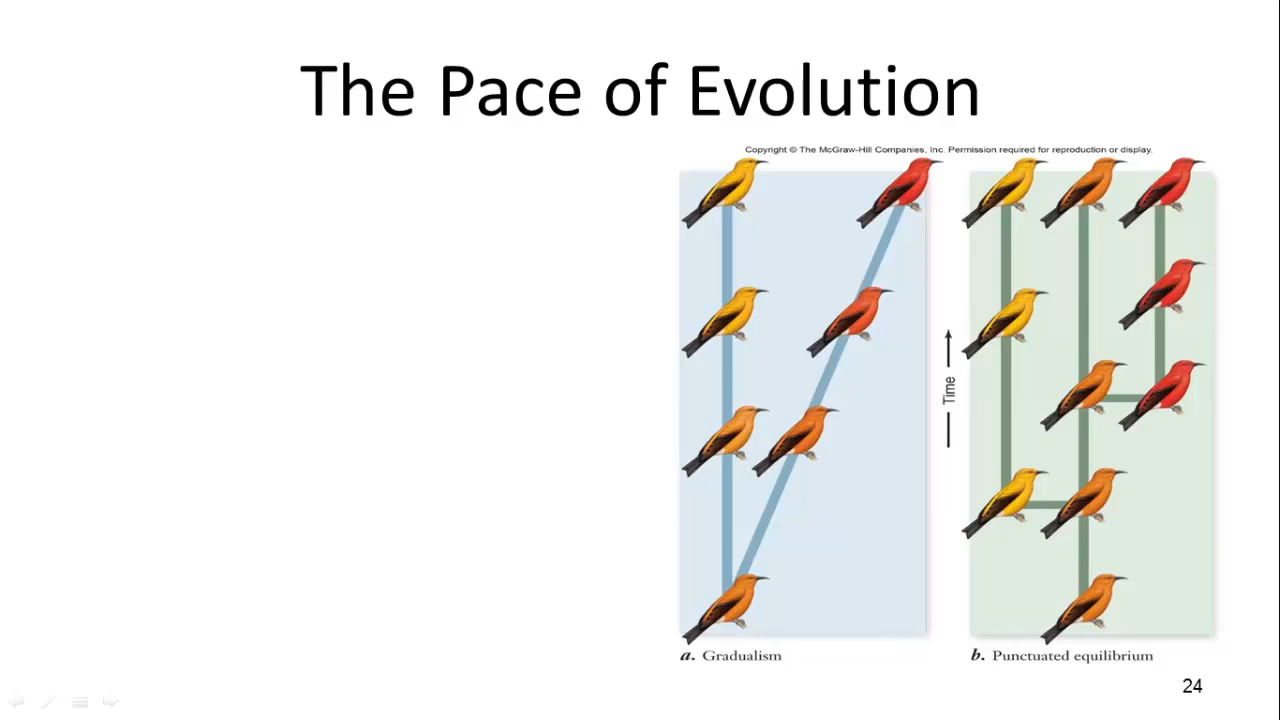 The Pace of Evolution
Copyright © The McGraw-Hill Companies, Inc. Permission required for reproduction or display.
Time
a. Gradualism
b. Punctuated equilibrium
24